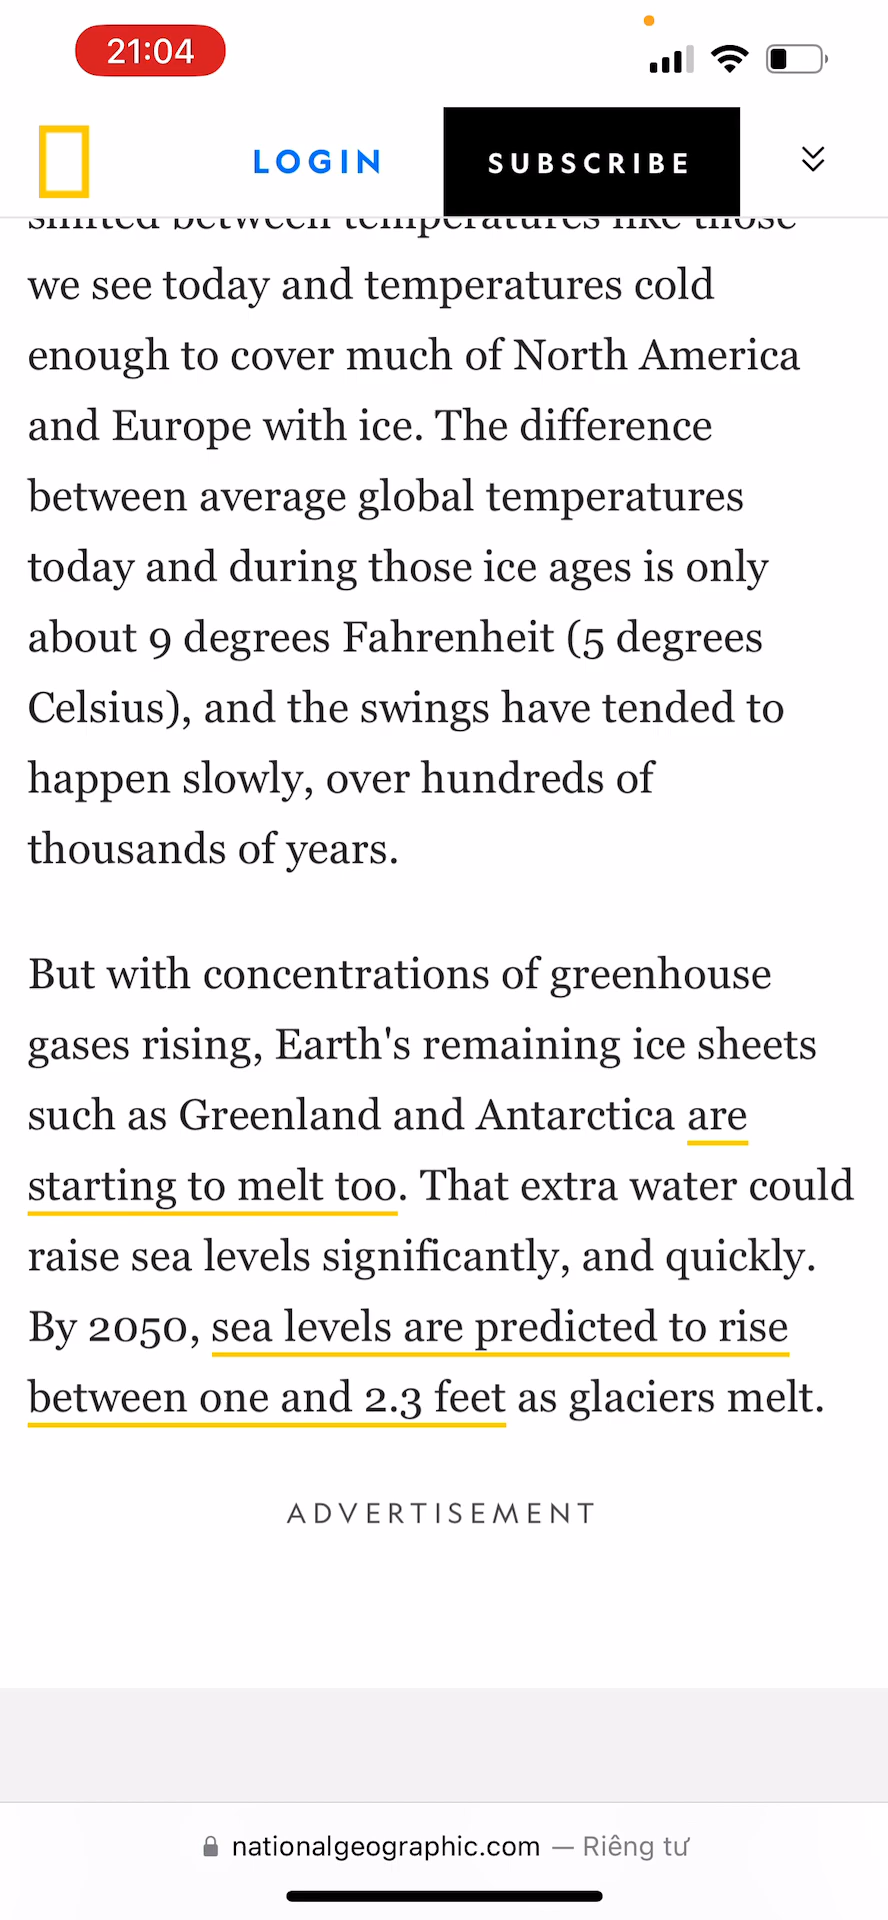 21:04
LOGIN
SUBSCRIBE
shifted between temperatures like those
we see today and temperatures cold
enough to cover much of North America
and Europe with ice. The difference
between average global temperatures
today and during those ice ages is only
about 9 degrees Fahrenheit (5 degrees
Celsius), and the swings have tended to
happen slowly, over hundreds of
thousands of years.
But with concentrations of greenhouse
gases rising, Earth's remaining ice sheets
such as Greenland and Antarctica are
starting to melt too. That extra water could
raise sea levels significantly, and quickly.
By 2050, sea levels are predicted to rise
between one and 2.3 feet as glaciers melt.
ADVERTISEMENT
nationalgeographic.com — Riêng tư